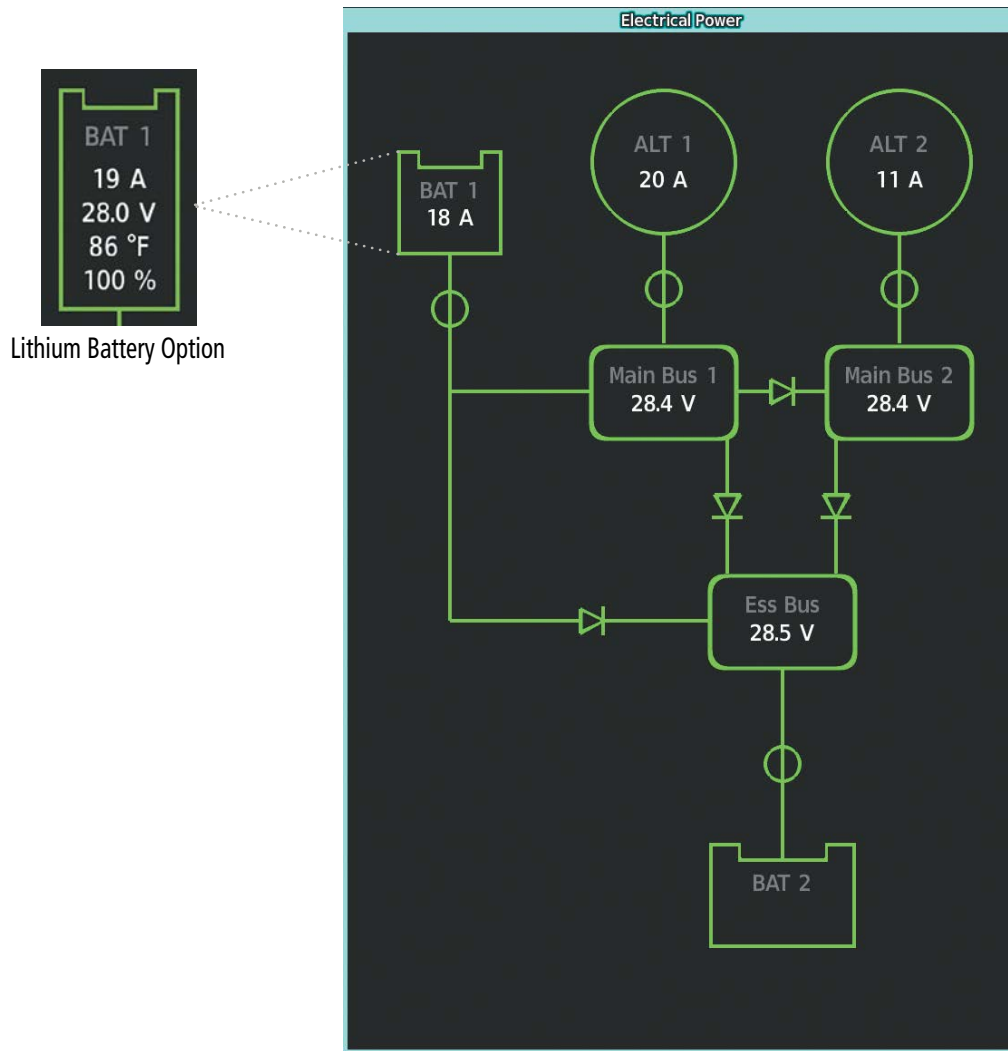 Electrical Power
BAT 1
19 A
28.0 V
86 °F
100 %
Lithium Battery Option
BAT 1
18 A
ALT 1
20 A
ALT 2
11 A
Main Bus 1
28.4 V
Main Bus 2
28.4 V
Ess Bus
28.5 V
BAT 2